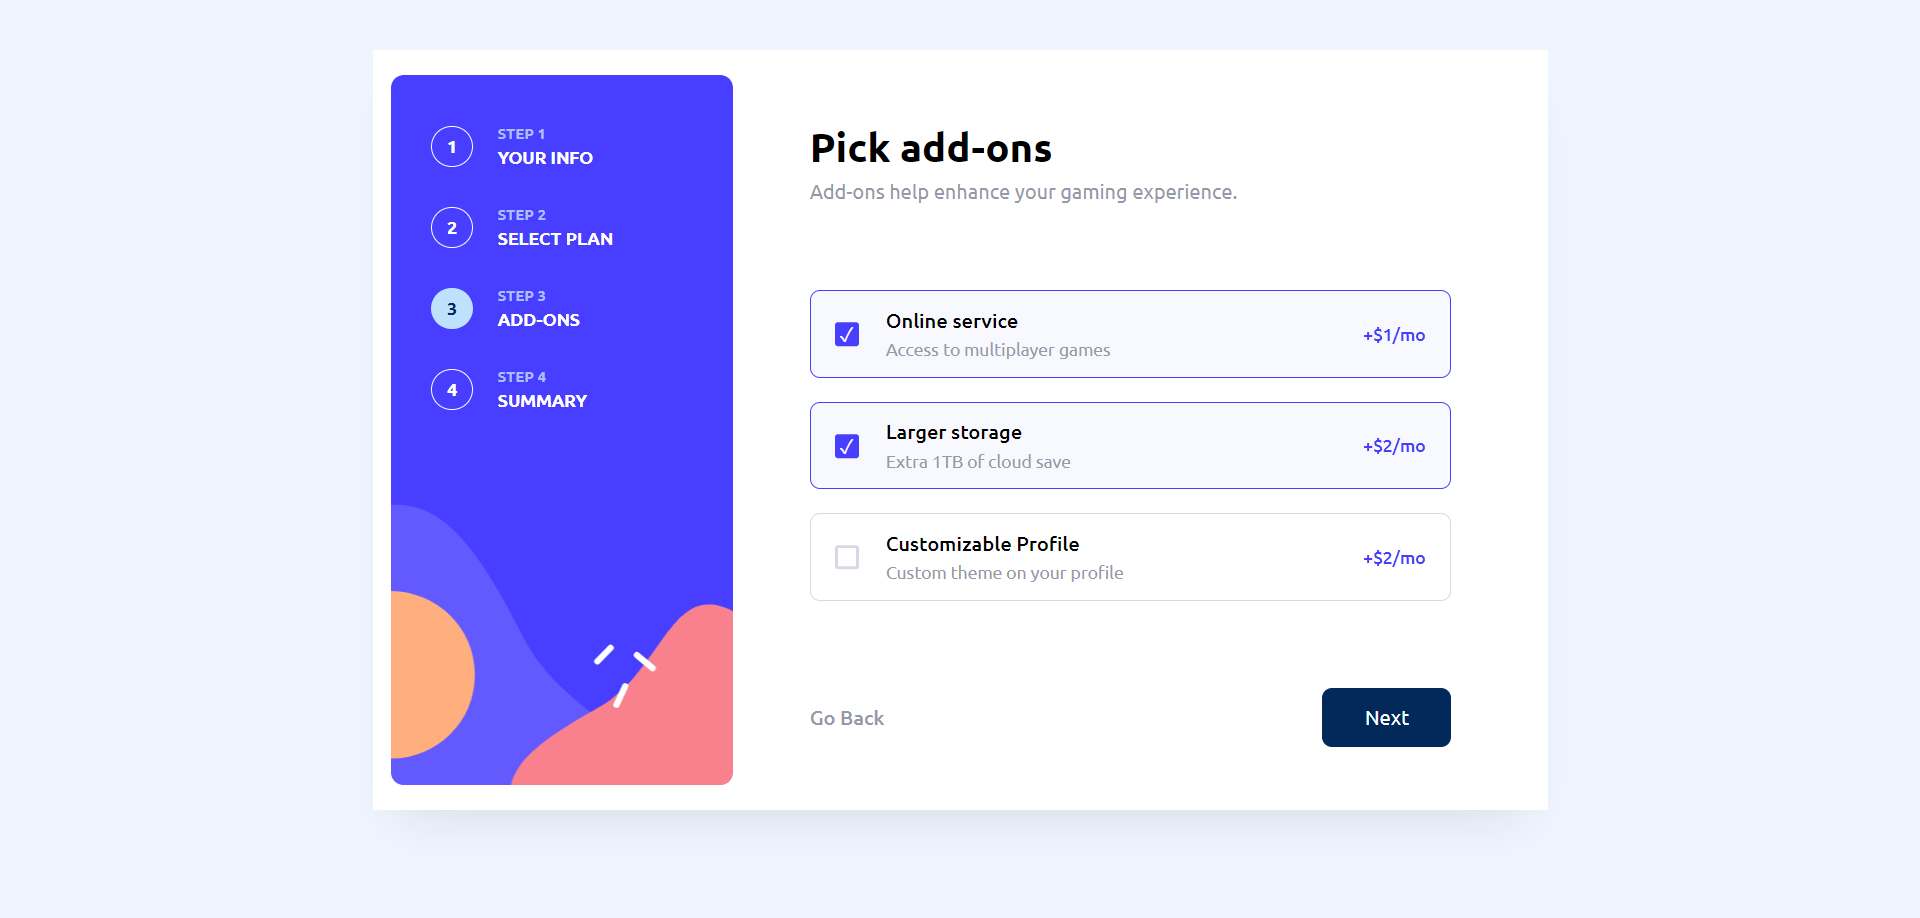 1
STEP 1
YOUR INFO
2
STEP 2
SELECT PLAN
3
STEP 3
ADD-ONS
4
STEP 4
SUMMARY
Pick add-ons
Add-ons help enhance your gaming experience.
Online service
Access to multiplayer games
+$1/mo
Larger storage
Extra 1TB of cloud save
+$2/mo
Customizable Profile
Custom theme on your profile
+$2/mo
Go Back
Next